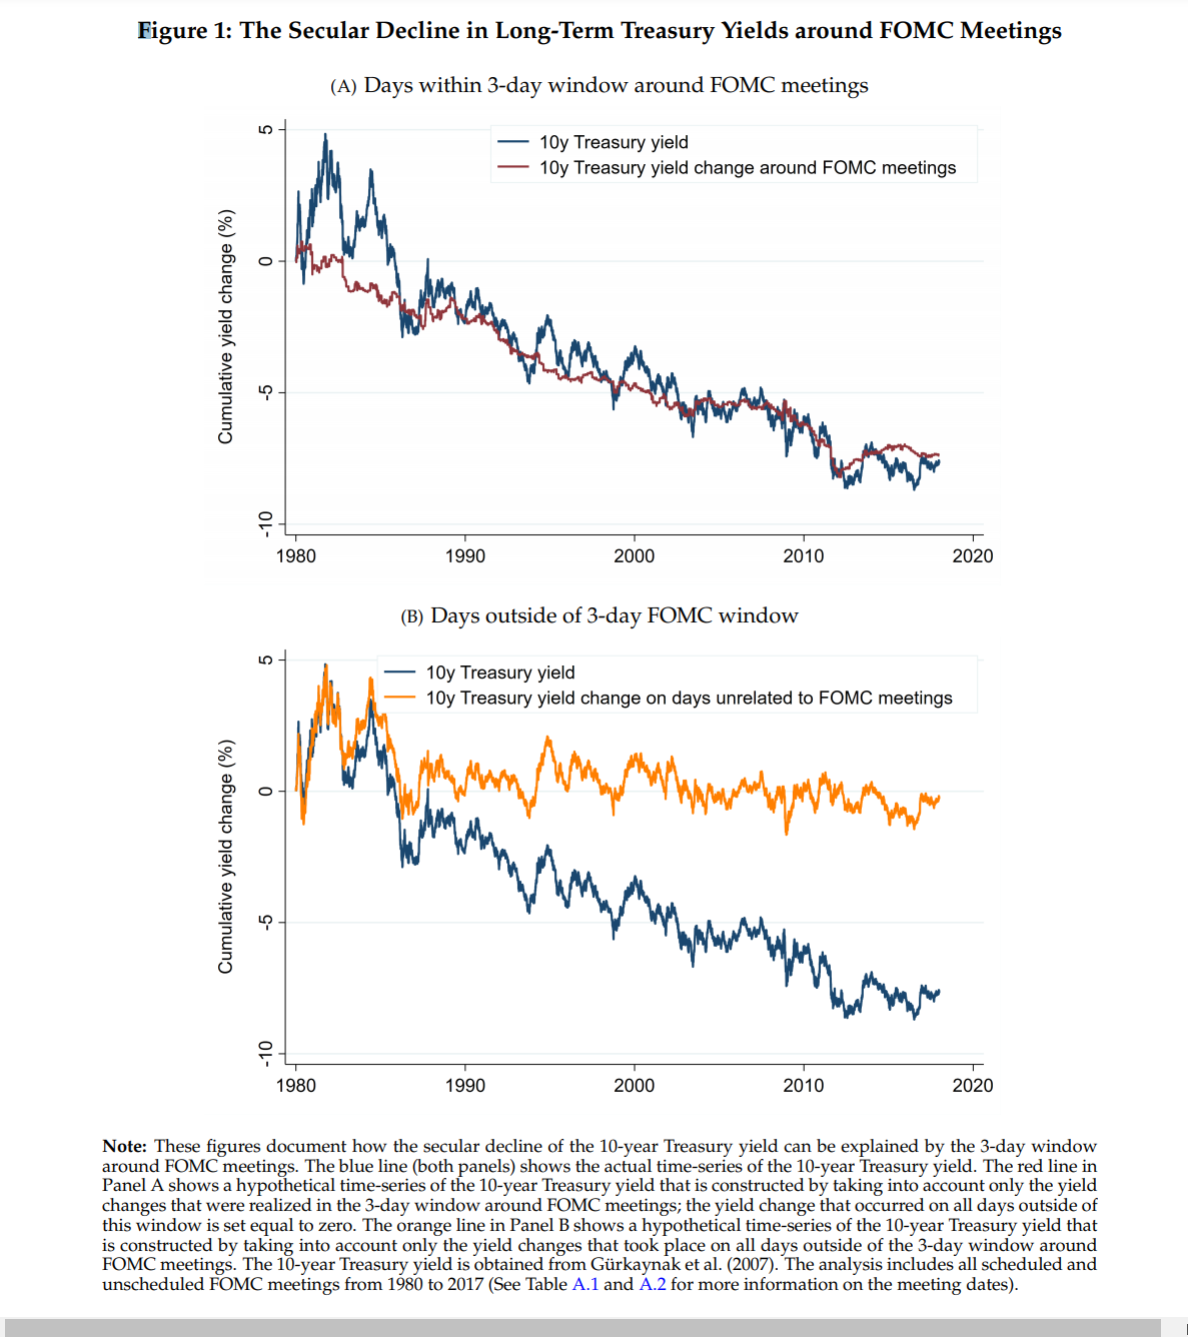 Figure 1: The Secular Decline in Long-Term Treasury Yields around FOMC Meetings
(A) Days within 3-day window around FOMC meetings
5
0
-5
-10
Cumulative yield change (%)
10y Treasury yield
10y Treasury yield change around FOMC meetings
1980 1990 2000 2010 2020
(B) Days outside of 3-day FOMC window
5
0
-5
-10
Cumulative yield change (%)
10y Treasury yield
10y Treasury yield change on days unrelated to FOMC meetings
1980 1990 2000 2010 2020
Note: These figures document how the secular decline of the 10-year Treasury yield can be explained by the 3-day window
around FOMC meetings. The blue line (both panels) shows the actual time-series of the 10-year Treasury yield. The red line in
Panel A shows a hypothetical time-series of the 10-year Treasury yield that is constructed by taking into account only the yield
changes that were realized in the 3-day window around FOMC meetings; the yield change that occurred on all days outside of
this window is set equal to zero. The orange line in Panel B shows a hypothetical time-series of the 10-year Treasury yield that
is constructed by taking into account only the yield changes that took place on all days outside of the 3-day window around
FOMC meetings. The 10-year Treasury yield is obtained from Gürkaynak et al. (2007). The analysis includes all scheduled and
unscheduled FOMC meetings from 1980 to 2017 (See Table A.1 and A.2 for more information on the meeting dates).